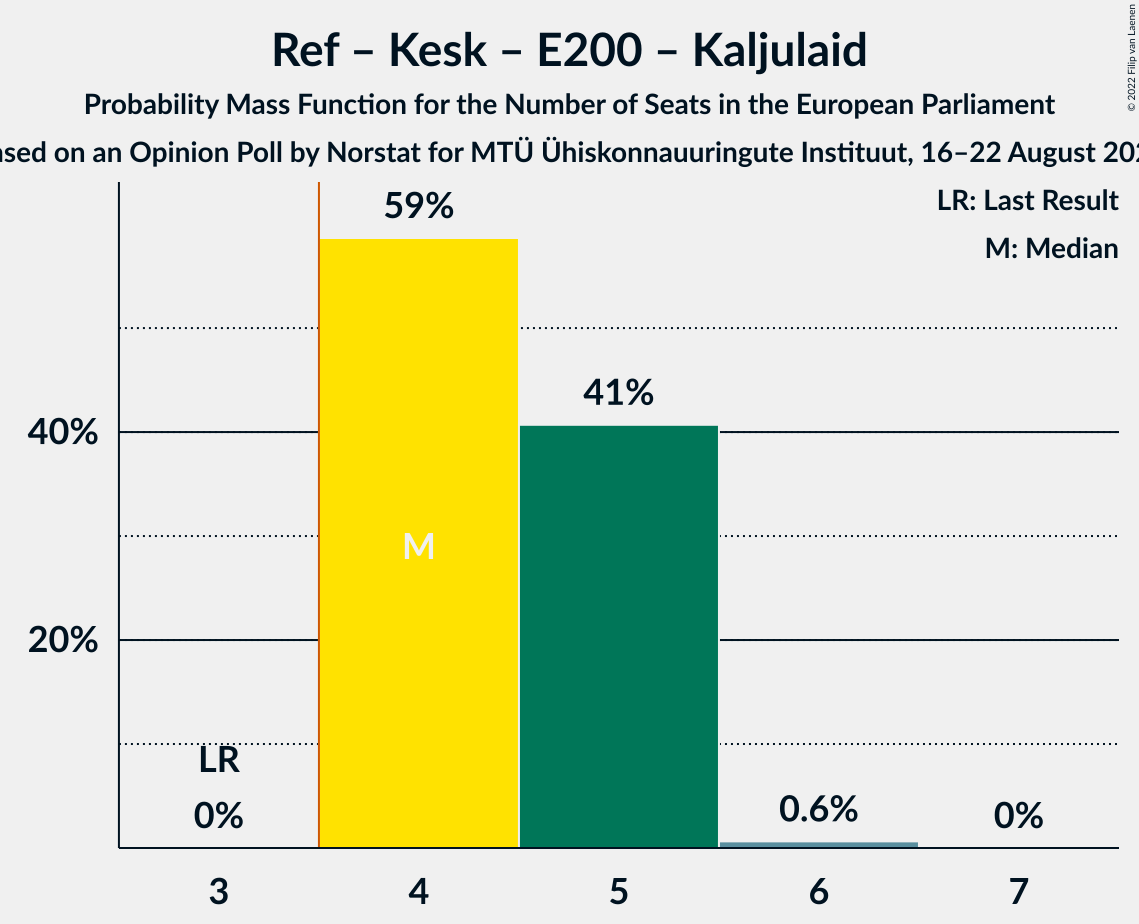 Ref – Kesk – E200 – Kaljulaid
Probability Mass Function for the Number of Seats in the European Parliament
on an Opinion Poll by Norstat for MTÜ Ühiskonnauuringute Instituut, 16–22 August
© 2022 Filip van Laenen
LR: Last Result
M: Median
59%
41%
40%
M
20%
LR
0%
0.6%
0%
3 4 5 6 7